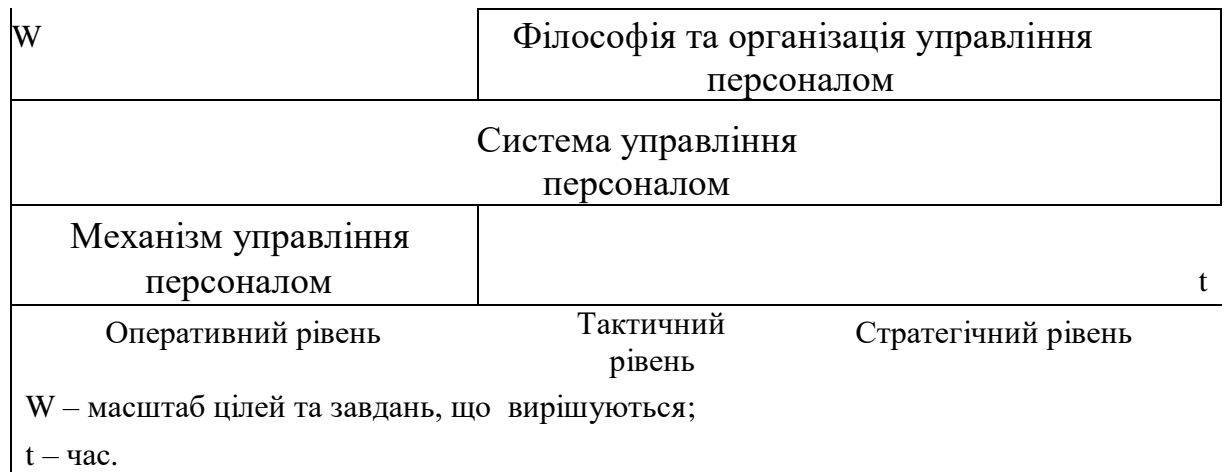 W
Філософія та організація управління
персоналом
Система управління
персоналом
Механізм управління
персоналом
t
Оперативний рівень
Тактичний
рівень
Стратегічний рівень
W – масштаб цілей та завдань, що вирішуються;
t – час.